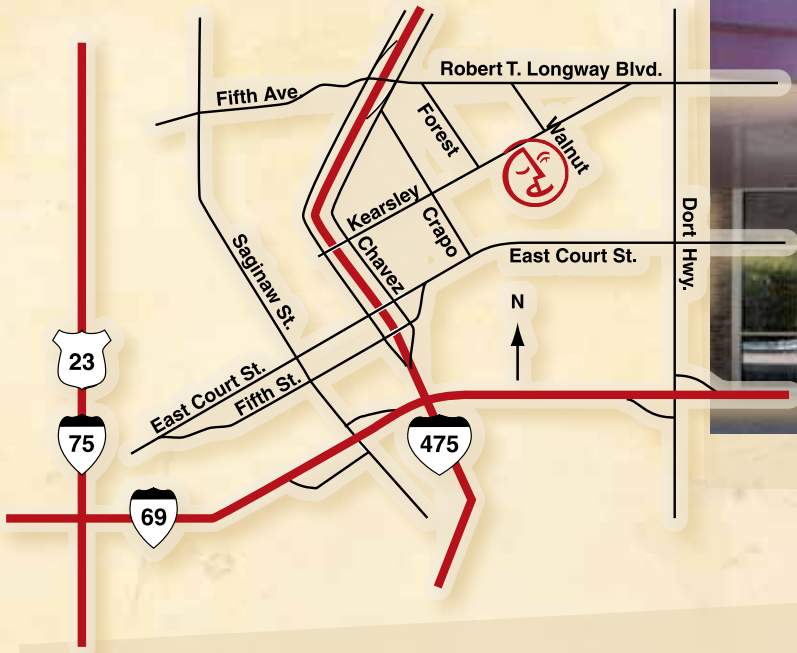 Robert T. Longway Blvd.
Fifth Ave.
Forest
Walnut
Kearsley
Crapo
Chavez
Dort Hwy.
East Court St.
Saginaw St.
N
23
East Court St.
Fifth St.
75
475
69